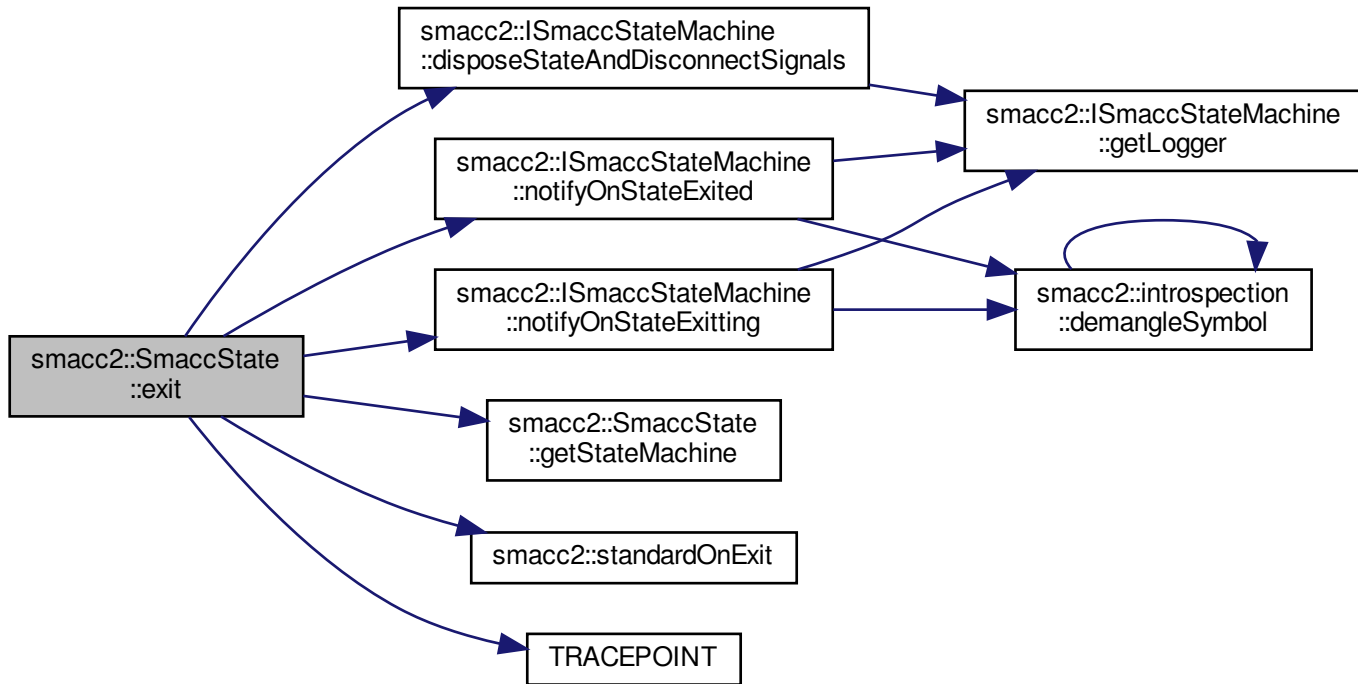 smacc2::SmaccState
::exit
smacc2::ISmaccStateMachine
::disposeStateAndDisconnectSignals
smacc2::ISmaccStateMachine
::notifyOnStateExited
smacc2::ISmaccStateMachine
::notifyOnStateExitting
smacc2::SmaccState
::getStateMachine
smacc2::standardOnExit
TRACEPOINT
smacc2::ISmaccStateMachine
::getLogger
smacc2::introspection
::demangleSymbol